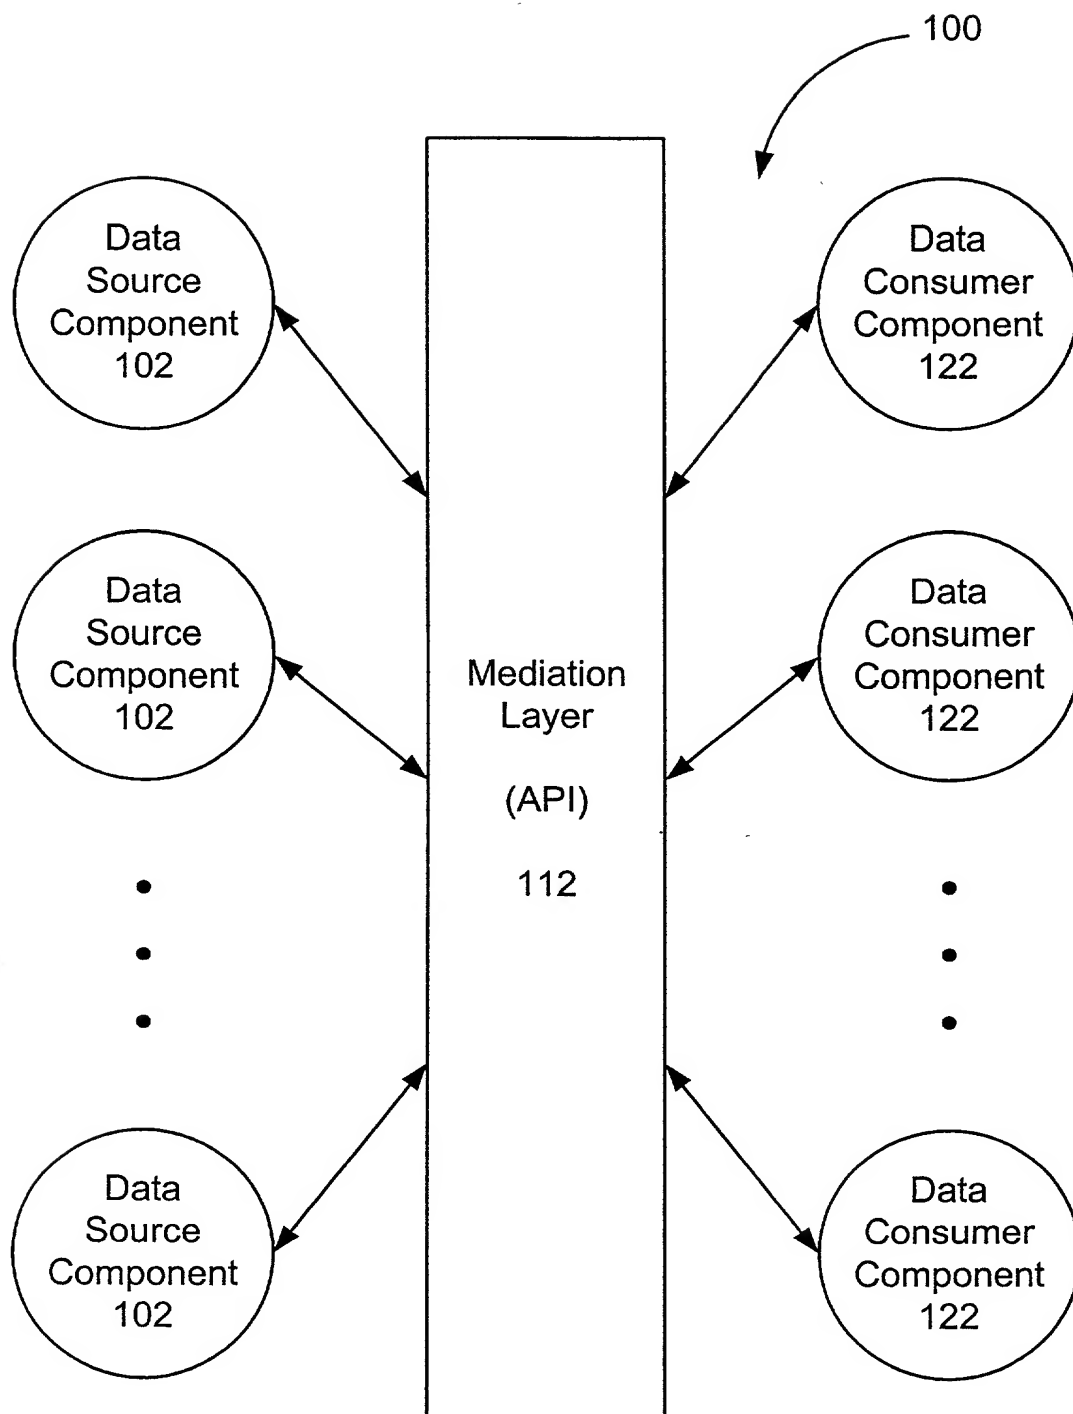 100
Data
Source
Component
102
Data
Consumer
Component
122
Data
Source
Component
102
Mediation
Layer
(API)
112
Data
Consumer
Component
122
Data
Source
Component
102
Data
Consumer
Component
122